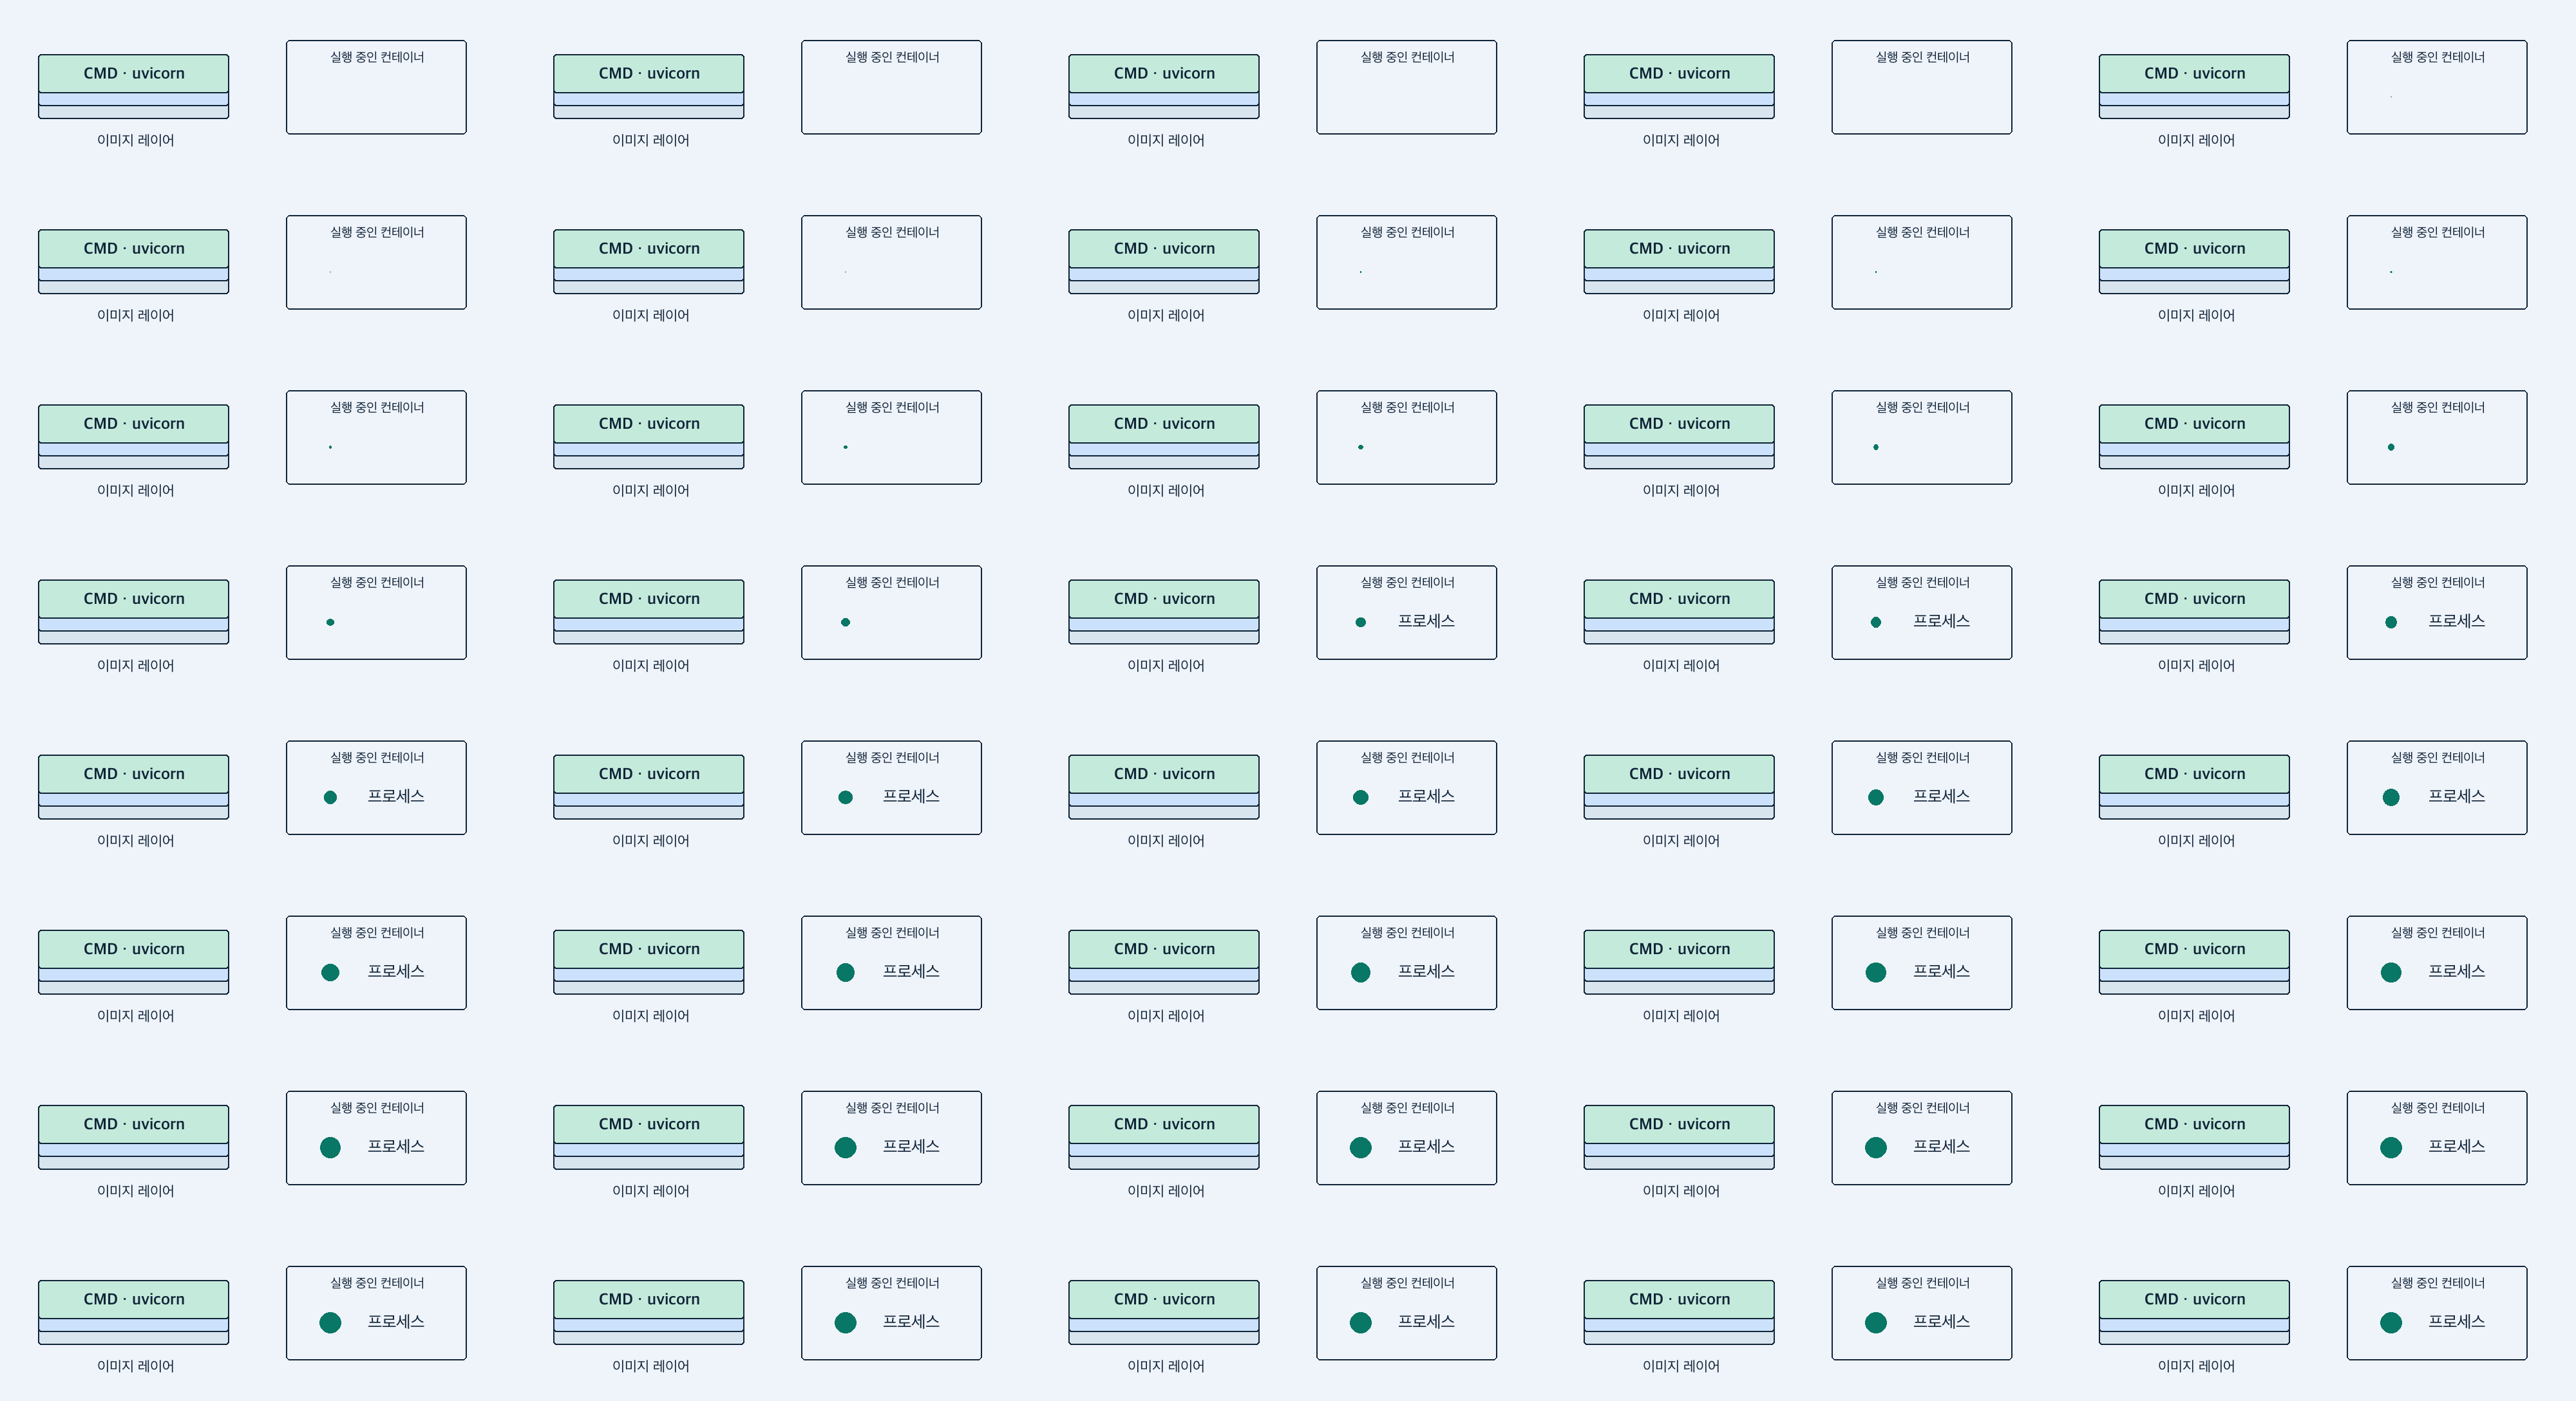 CMD · uvicorn
이미지 레이어
실행 중인 컨테이너
CMD · uvicorn
이미지 레이어
실행 중인 컨테이너
CMD · uvicorn
이미지 레이어
실행 중인 컨테이너
CMD · uvicorn
이미지 레이어
실행 중인 컨테이너
CMD · uvicorn
이미지 레이어
실행 중인 컨테이너
CMD · uvicorn
이미지 레이어
실행 중인 컨테이너
CMD · uvicorn
이미지 레이어
실행 중인 컨테이너
CMD · uvicorn
이미지 레이어
실행 중인 컨테이너
CMD · uvicorn
이미지 레이어
실행 중인 컨테이너
CMD · uvicorn
이미지 레이어
실행 중인 컨테이너
CMD · uvicorn
이미지 레이어
실행 중인 컨테이너
CMD · uvicorn
이미지 레이어
실행 중인 컨테이너
CMD · uvicorn
이미지 레이어
실행 중인 컨테이너
CMD · uvicorn
이미지 레이어
실행 중인 컨테이너
CMD · uvicorn
이미지 레이어
실행 중인 컨테이너
CMD · uvicorn
이미지 레이어
실행 중인 컨테이너
CMD · uvicorn
이미지 레이어
실행 중인 컨테이너
CMD · uvicorn
이미지 레이어
실행 중인 컨테이너
프로세스
CMD · uvicorn
이미지 레이어
실행 중인 컨테이너
프로세스
CMD · uvicorn
이미지 레이어
실행 중인 컨테이너
프로세스
CMD · uvicorn
이미지 레이어
실행 중인 컨테이너
프로세스
CMD · uvicorn
이미지 레이어
실행 중인 컨테이너
프로세스
CMD · uvicorn
이미지 레이어
실행 중인 컨테이너
프로세스
CMD · uvicorn
이미지 레이어
실행 중인 컨테이너
프로세스
CMD · uvicorn
이미지 레이어
실행 중인 컨테이너
프로세스
CMD · uvicorn
이미지 레이어
실행 중인 컨테이너
프로세스
CMD · uvicorn
이미지 레이어
실행 중인 컨테이너
프로세스
CMD · uvicorn
이미지 레이어
실행 중인 컨테이너
프로세스
CMD · uvicorn
이미지 레이어
실행 중인 컨테이너
프로세스
CMD · uvicorn
이미지 레이어
실행 중인 컨테이너
프로세스
CMD · uvicorn
이미지 레이어
실행 중인 컨테이너
프로세스
CMD · uvicorn
이미지 레이어
실행 중인 컨테이너
프로세스
CMD · uvicorn
이미지 레이어
실행 중인 컨테이너
프로세스
CMD · uvicorn
이미지 레이어
실행 중인 컨테이너
프로세스
CMD · uvicorn
이미지 레이어
실행 중인 컨테이너
프로세스
CMD · uvicorn
이미지 레이어
실행 중인 컨테이너
프로세스
CMD · uvicorn
이미지 레이어
실행 중인 컨테이너
프로세스
CMD · uvicorn
이미지 레이어
실행 중인 컨테이너
프로세스
CMD · uvicorn
이미지 레이어
실행 중인 컨테이너
프로세스
CMD · uvicorn
이미지 레이어
실행 중인 컨테이너
프로세스